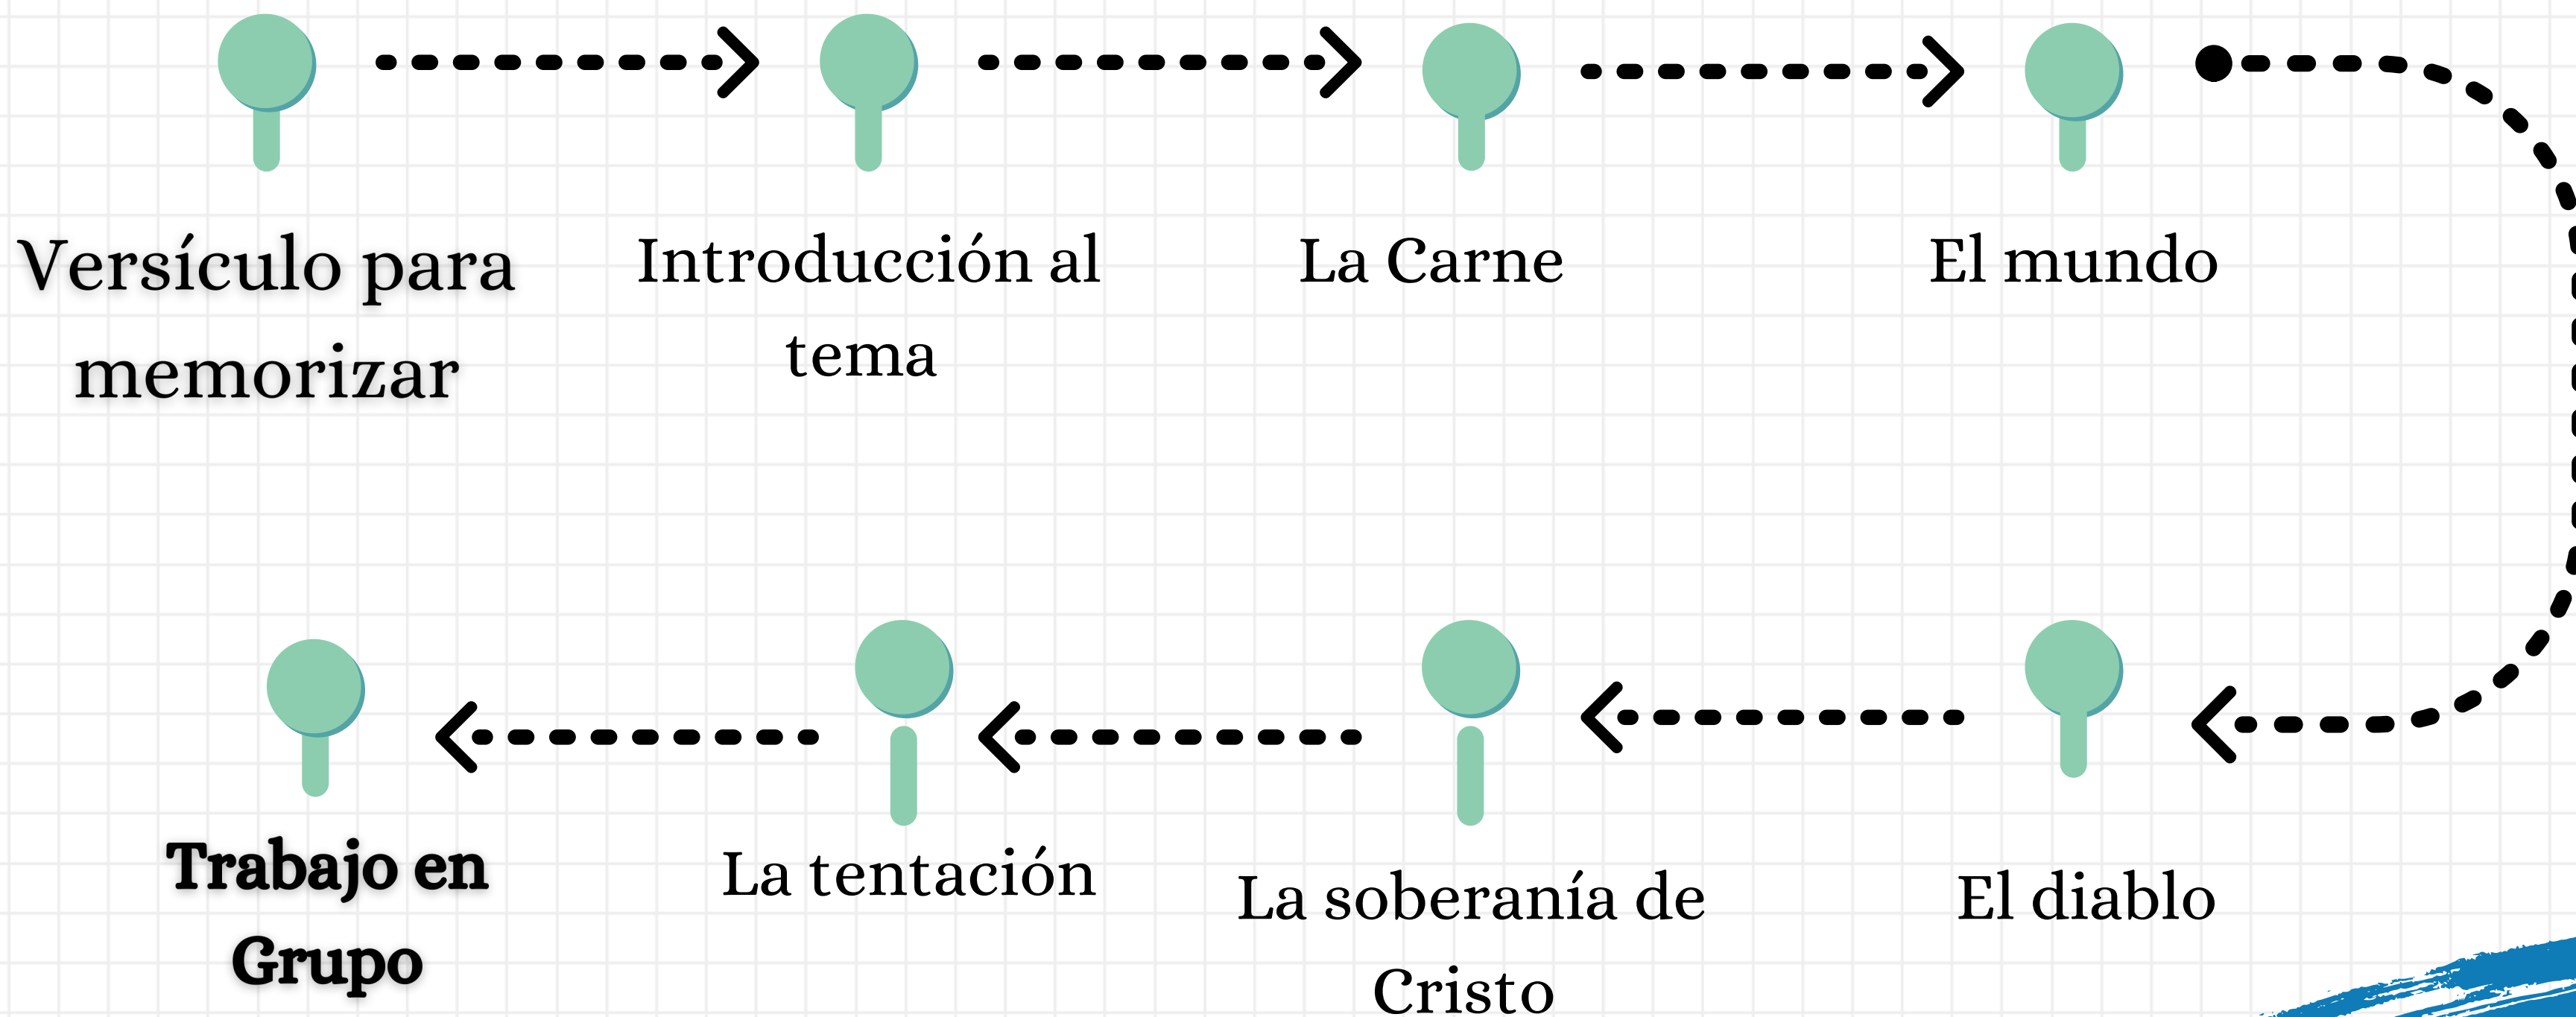 Versículo para
memorizar
Introducción al
tema
La Carne
El mundo
El diablo
La soberanía de
Cristo
La tentación
Trabajo en
Grupo